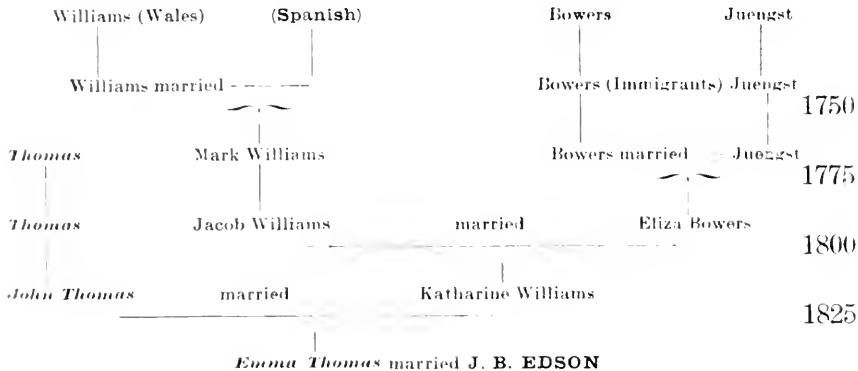 Williams (Wales) (Spanish) Bowers Juengst
Williams married Bowers (Immigrants) Juengst
1750
Thomas Mark Williams Bowers married Juengst
1775
Thomas Jacob Williams married Eliza Bowers
1800
John Thomas married Katharine Williams
1825
Emma Thomas married J. B. EDSON